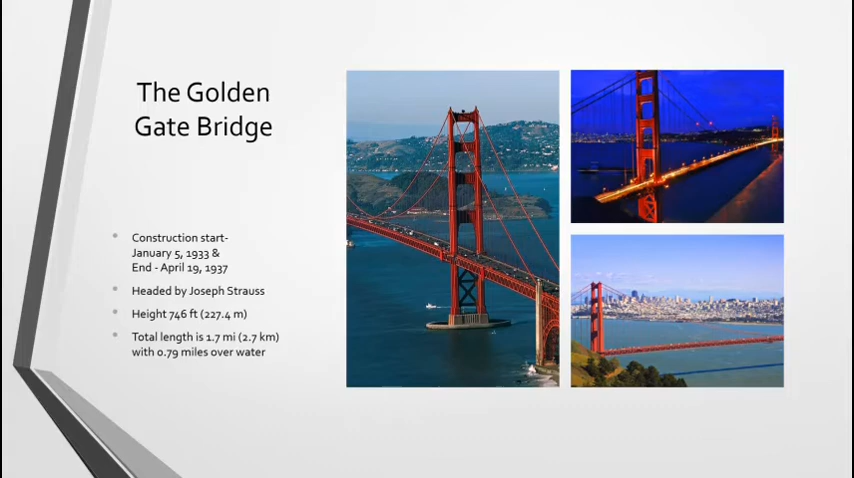 The Golden
Gate Bridge
Construction start-
January 5, 1933 &
End - April 19, 1937
Headed by Joseph Strauss
Height 746 ft (227.4 m)
Total length is 1.7 mi (2.7 km)
with 0.79 miles over water